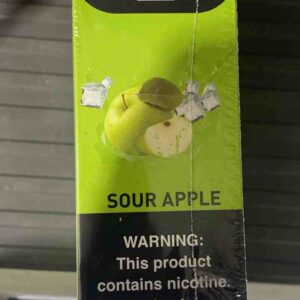 SOUR APPLE
WARNING:
This product
contains nicotine.